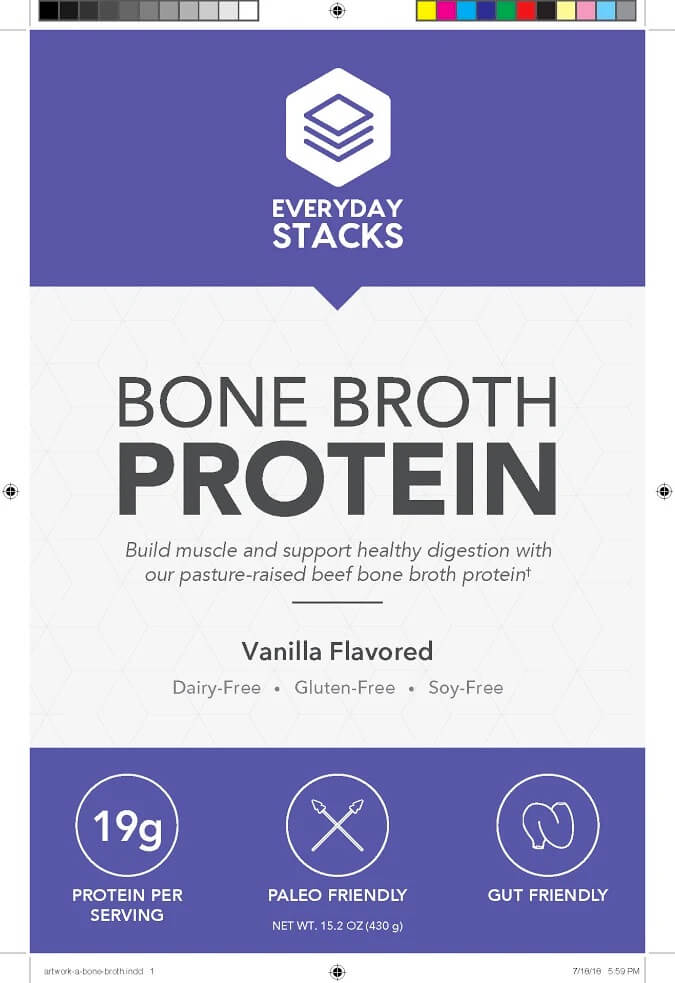 EVERYDAY
STACKS
BONE BROTH
PROTEIN
Build muscle and support healthy digestion with
our pasture-raised beef bone broth protein†
Vanilla Flavored
Dairy-Free • Gluten-Free • Soy-Free
19g
PROTEIN PER
SERVING
PALEO FRIENDLY
NET WT. 15.2 OZ (430 g)
GUT FRIENDLY
artwork-a-bone-broth.indd 1
7/18/18 5:59 PM